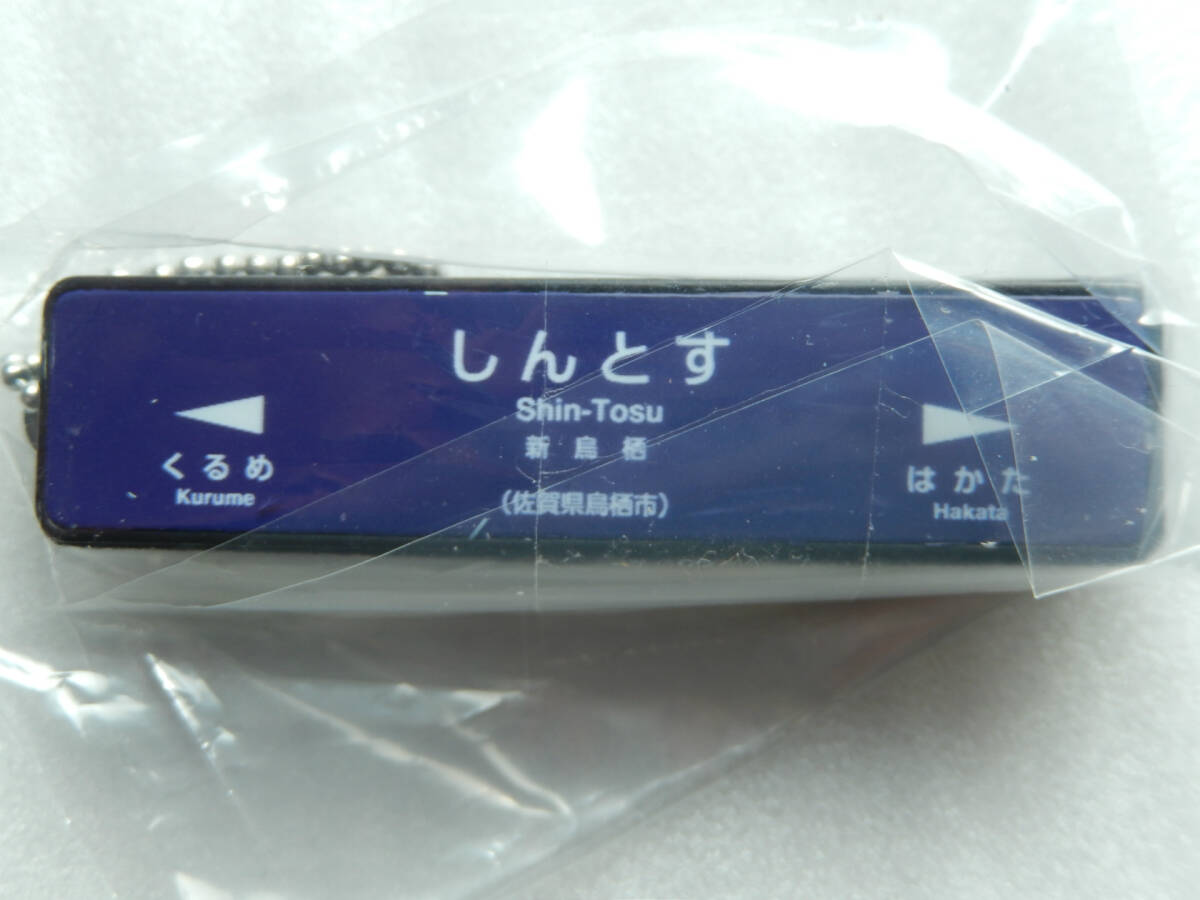 しんとす
Shin-Tosu
新鳥栖
(佐賀県鳥栖市)
くるめ
Kurume
はかた
Hakata